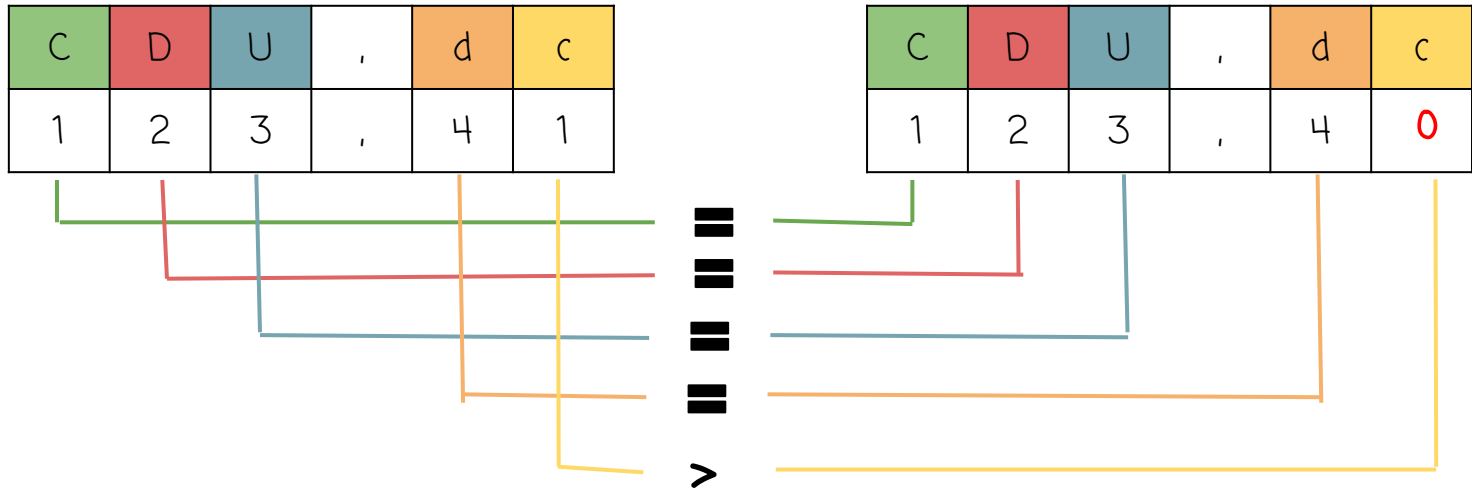 C D U , d c C D U , d c
1 2 3 , 4 1 1 2 3 , 4 0
=
=
=
=
>